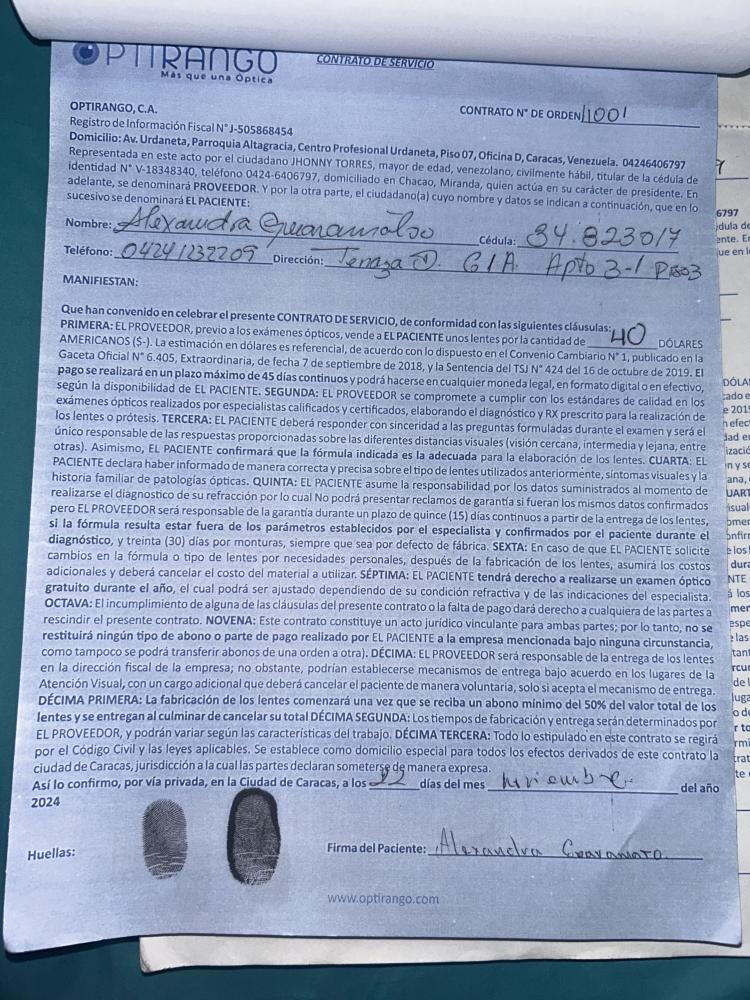 OPTIRANGO
Más que una Óptica
CONTRATO DE SERVICIO
OPTIRANGO, C.A.
CONTRATO N° DE ORDEN 11001
Registro de Información Fiscal N° J-505868454
Domicilio: Av. Urdaneta, Parroquia Altagracia, Centro Profesional Urdaneta, Piso 07, Oficina D, Caracas, Venezuela. 04246406797
Representada en este acto por el ciudadano JHONNY TORRES, mayor de edad, venezolano, civilmente hábil, titular de la cédula de
identidad N° V-18348340, teléfono 0424-6406797, domiciliado en Chacao, Miranda, quien actúa en su carácter de presidente. En
adelante, se denominará PROVEEDOR. Y por la otra parte, el ciudadano(a) cuyo nombre y datos se indican a continuación, que en lo
sucesivo se denominará EL PACIENTE:
Nombre: Alexandra Cédula: 34.823017
Teléfono: 04241232209 Dirección: D. 61A. Apto 3-1 Piso3
MANIFIESTAN:
Que han convenido en celebrar el presente CONTRATO DE SERVICIO, de conformidad con las siguientes cláusulas:
PRIMERA: EL PROVEEDOR, previo a los exámenes ópticos, vende a EL PACIENTE unos lentes por la cantidad de 40 DÓLARES
AMERICANOS ($-). La estimación en dólares es referencial, de acuerdo con lo dispuesto en el Convenio Cambiario N° 1, publicado en la
Gaceta Oficial N° 6.405, Extraordinaria, de fecha 7 de septiembre de 2018, y la Sentencia del TSJ N° 424 del 16 de octubre de 2019. El
pago se realizará en un plazo máximo de 45 días continuos y podrá hacerse en cualquier moneda legal, en formato digital o en efectivo,
según la disponibilidad de EL PACIENTE. SEGUNDA: EL PROVEEDOR se compromete a cumplir con los estándares de calidad en los
exámenes ópticos realizados por especialistas calificados y certificados, elaborando el diagnóstico y RX prescrito para la realización de
los lentes o prótesis. TERCERA: EL PACIENTE deberá responder con sinceridad a las preguntas formuladas durante el examen y será el
único responsable de las respuestas proporcionadas sobre las diferentes distancias visuales (visión cercana, intermedia y lejana, entre
otras). Asimismo, EL PACIENTE confirmará que la fórmula indicada es la adecuada para la elaboración de los lentes. CUARTA: EL
PACIENTE declara haber informado de manera correcta y precisa sobre el tipo de lentes utilizados anteriormente, síntomas visuales y la
historia familiar de patologías ópticas. QUINTA: EL PACIENTE asume la responsabilidad por los datos suministrados al momento de
realizarse el diagnostico de su refracción por lo cual No podrá presentar reclamos de garantía si fueran los mismos datos confirmados
pero EL PROVEEDOR será responsable de la garantía durante un plazo de quince (15) días continuos a partir de la entrega de los lentes,
si la fórmula resulta estar fuera de los parámetros establecidos por el especialista y confirmados por el paciente durante el
diagnóstico, y treinta (30) días por monturas, siempre que sea por defecto de fábrica. SEXTA: En caso de que EL PACIENTE solicite
cambios en la fórmula o tipo de lentes por necesidades personales, después de la fabricación de los lentes, asumirá los costos
adicionales y deberá cancelar el costo del material a utilizar. SÉPTIMA: EL PACIENTE tendrá derecho a realizarse un examen óptico
gratuito durante el año, el cual podrá ser ajustado dependiendo de su condición refractiva y de las indicaciones del especialista.
OCTAVA: El incumplimiento de alguna de las cláusulas del presente contrato o la falta de pago dará derecho a cualquiera de las partes a
rescindir el presente contrato. NOVENA: Este contrato constituye un acto jurídico vinculante para ambas partes; por lo tanto, no se
restituirá ningún tipo de abono o parte de pago realizado por EL PACIENTE a la empresa mencionada bajo ninguna circunstancia,
como tampoco se podrá transferir abonos de una orden a otra). DÉCIMA: EL PROVEEDOR será responsable de la entrega de los lentes
en la dirección fiscal de la empresa; no obstante, podrían establecerse mecanismos de entrega bajo acuerdo en los lugares de la
Atención Visual, con un cargo adicional que deberá cancelar el paciente de manera voluntaria, solo si acepta el mecanismo de entrega.
DÉCIMA PRIMERA: La fabricación de los lentes comenzará una vez que se reciba un abono mínimo del 50% del valor total de los
lentes y se entregan al culminar de cancelar su total DÉCIMA SEGUNDA: Los tiempos de fabricación y entrega serán determinados por
EL PROVEEDOR, y podrán variar según las características del trabajo. DÉCIMA TERCERA: Todo lo estipulado en este contrato se regirá
por el Código Civil y las leyes aplicables. Se establece como domicilio especial para todos los efectos derivados de este contrato la
ciudad de Caracas, jurisdicción a la cual las partes declaran someterse de manera expresa.
Así lo confirmo, por vía privada, en la Ciudad de Caracas, a los 22 días del mes Noviembre del año
2024
Huellas:
Firma del Paciente: Alexandra
www.optirango.com